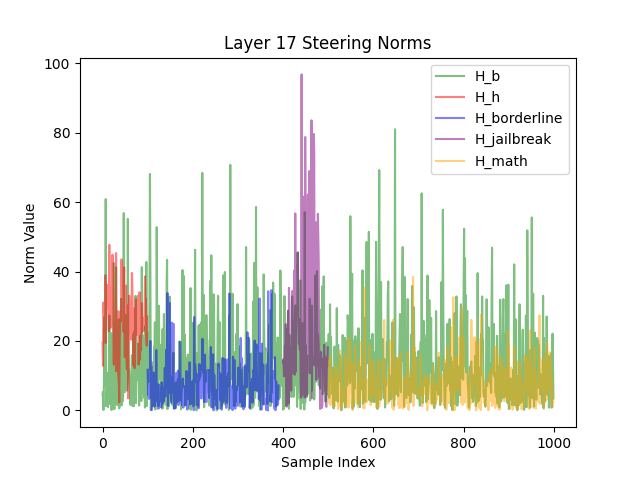 Layer 17 Steering Norms
100
80
60
40
20
0
Norm Value
H_b
H_h
H_borderline
H_jailbreak
H_math
0 200 400 600 800 1000
Sample Index